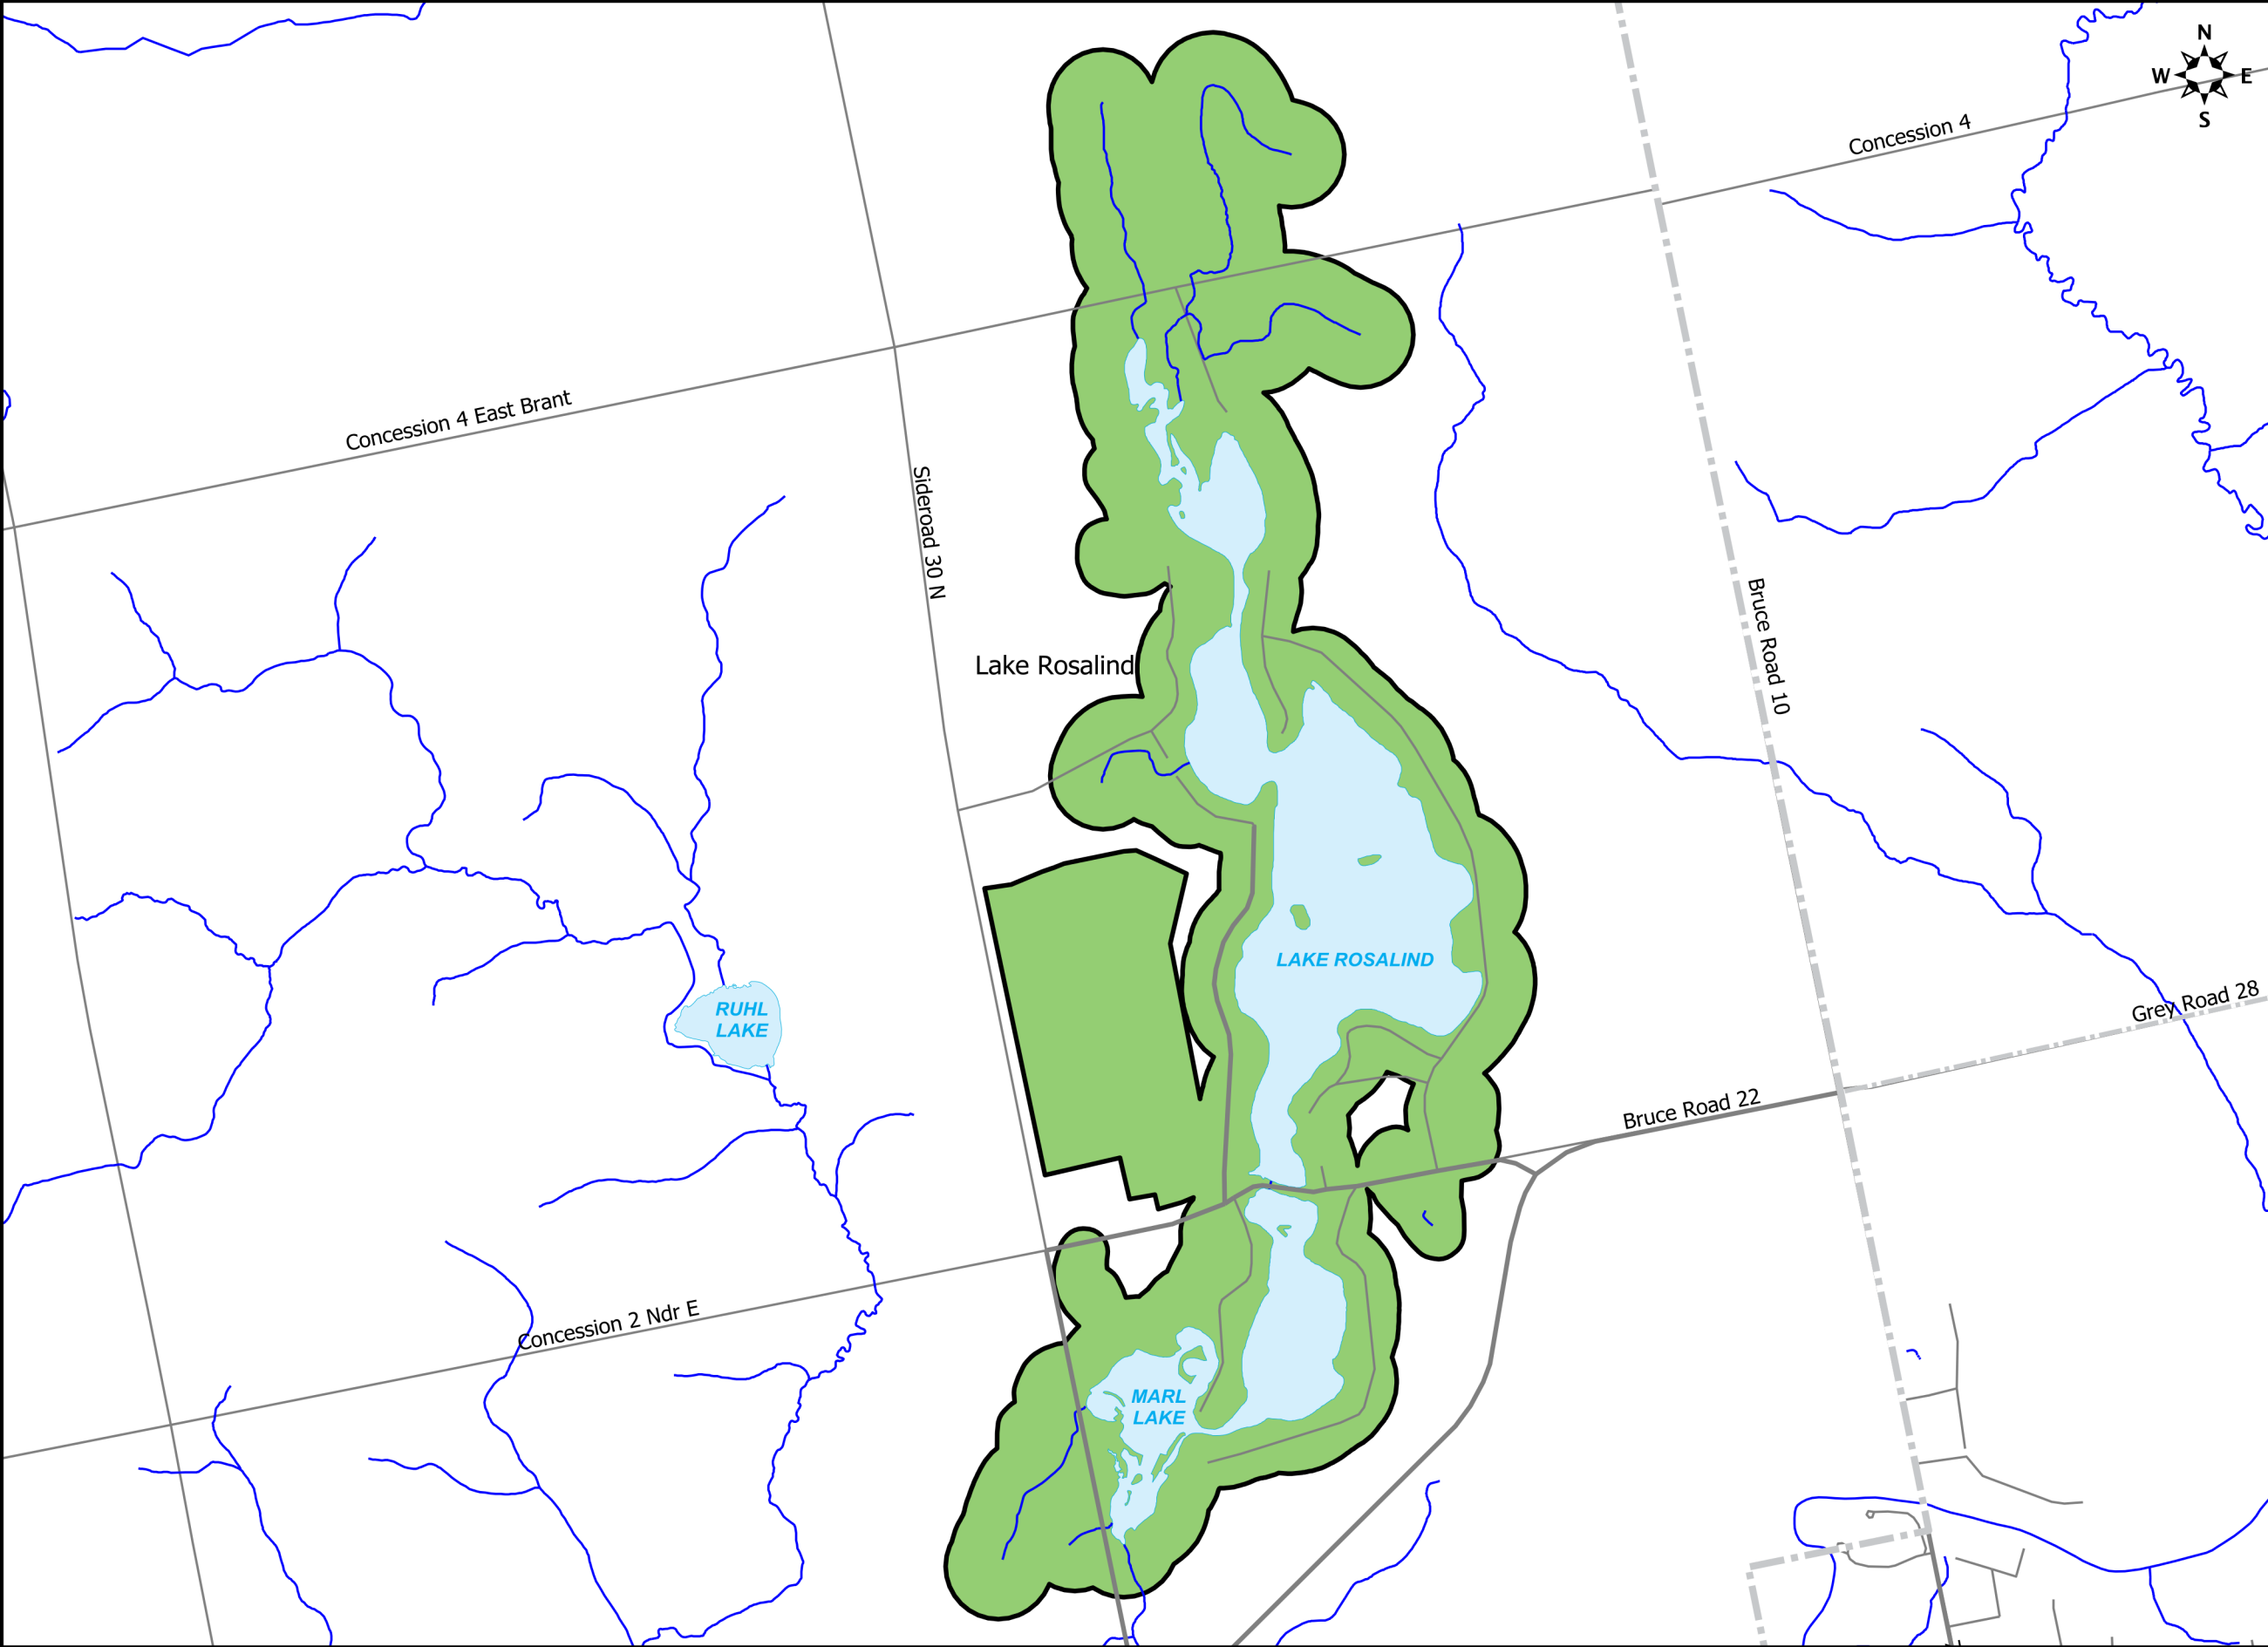 N
W E
S
Concession 4
Concession 4 East Brant
Sideroad 30 N
Bruce Road 10
Lake Rosalind
LAKE ROSALIND
RUHL
LAKE
Grey Road 28
Bruce Road 22
Concession 2 Ndr E
MARL
LAKE